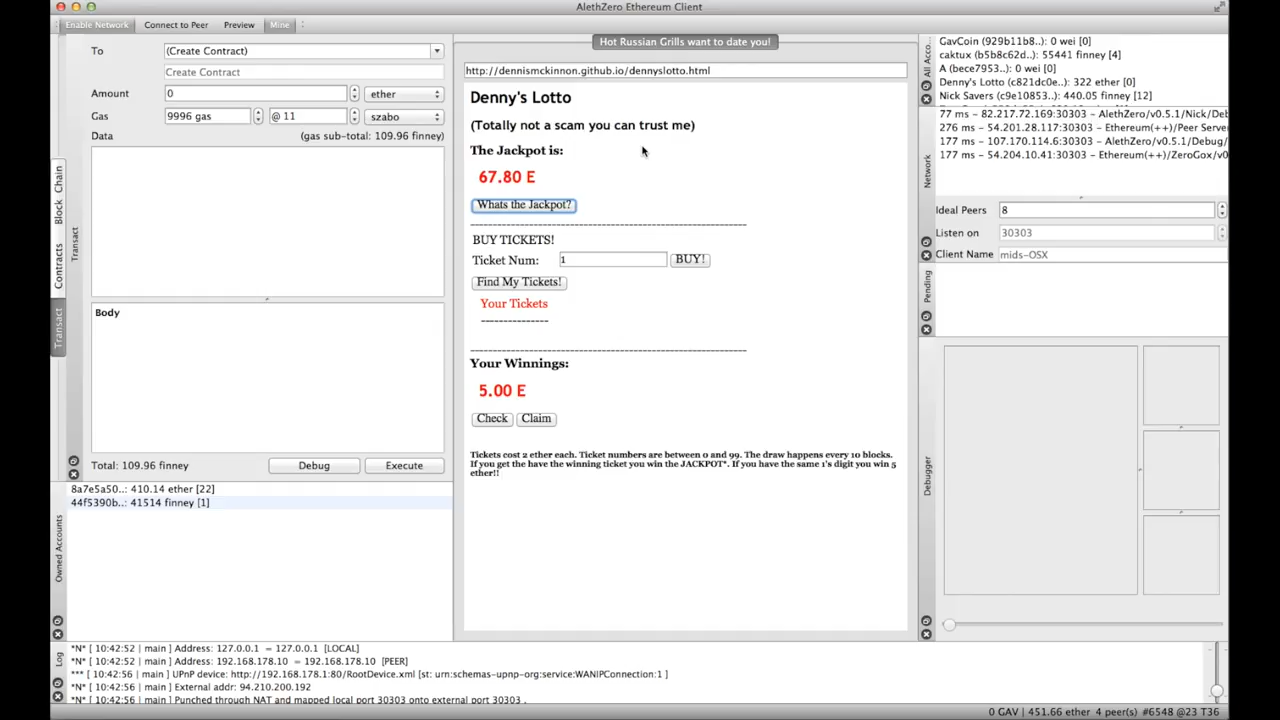 AlethZero Ethereum Client
Enable Network Connect to Peer Preview Mine
Hot Russian Grills want to date you!
To (Create Contract)
Create Contract
Amount 0 ether
Gas 9996 gas @ 11 szabo
Data (gas sub-total: 109.96 finney)
Body
Total: 109.96 finney Debug Execute
Block Chain
Contracts
Transact
Transact
8a7e5a50..: 410.14 ether [22]
44f5390b..: 41514 finney [1]
Owned Accounts
http://dennismckinnon.github.io/dennyslotto.html
Denny's Lotto
(Totally not a scam you can trust me)
The Jackpot is:
67.80 E
Whats the Jackpot?
BUY TICKETS!
Ticket Num: 1 BUY!
Find My Tickets!
Your Tickets
---------------
Your Winnings:
5.00 E
Check Claim
Tickets cost 2 ether each. Ticket numbers are between 0 and 99. The draw happens every 10 blocks.
If you get the have the winning ticket you win the JACKPOT*. If you have the same 1's digit you win 5
ether!!
All Acco...
GavCoin (929b11b8..): 0 wei [0]
caktux (b5b8c62d..): 55441 finney [4]
A (bece7953..): 0 wei [0]
Denny's Lotto (c821dc0e..): 322 ether [0]
Nick Savers (c9e10853..): 440.05 finney [12]
Network
77 ms – 82.217.72.169:30303 – AlethZero/v0.5.1/Nick/Deb
276 ms – 54.201.28.117:30303 – Ethereum(++)/Peer Serve
177 ms – 107.170.114.6:30303 – AlethZero/v0.5.1/Debug/
177 ms – 54.204.10.41:30303 – Ethereum(++)/ZeroGox/v0
Ideal Peers 8
Listen on 30303
Client Name mids-OSX
Pending
Debugger
Log
*N* [ 10:42:52 | main ] Address: 127.0.0.1 = 127.0.0.1 [LOCAL]
*N* [ 10:42:52 | main ] Address: 192.168.178.10 = 192.168.178.10 [PEER]
*** [ 10:42:56 | main ] UPnP device: http://192.168.178.1:80/RootDevice.xml [st: urn:schemas-upnp-org:service:WANIPConnection:1 ]
*N* [ 10:42:56 | main ] External addr: 94.210.200.192
*N* [ 10:42:56 | main ] Punched through NAT and mapped local port 30303 onto external port 30303 .
0 GAV | 451.66 ether 4 peer(s) #6548 @23 T36